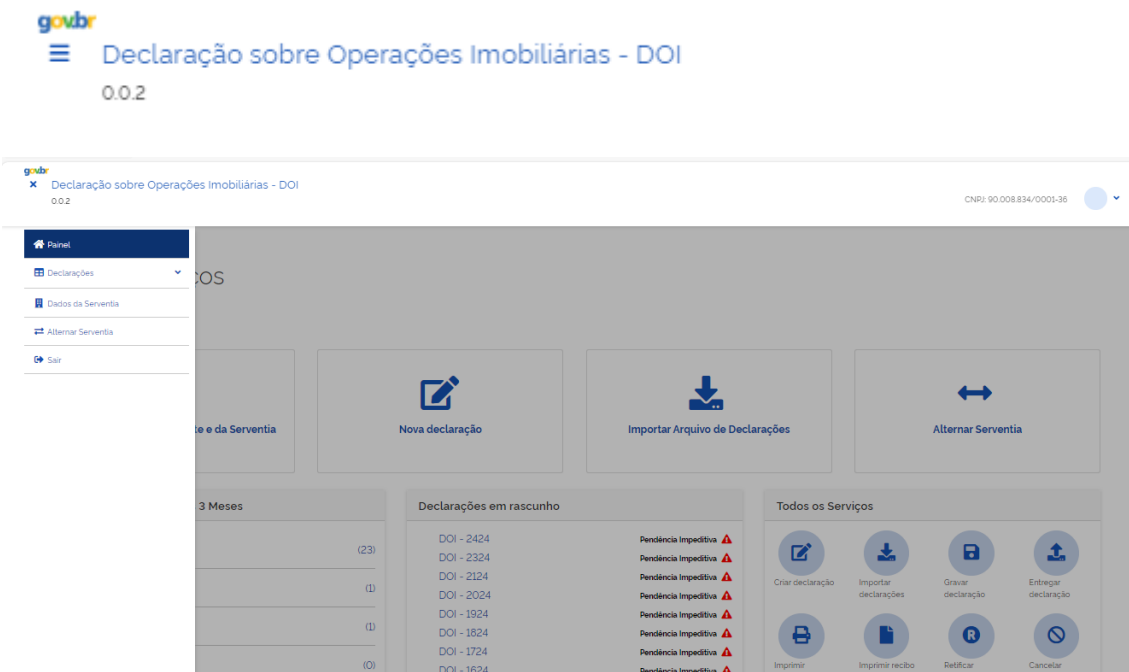 gov.br
Declaração sobre Operações Imobiliárias - DOI
0.0.2
gov.br
Declaração sobre Operações Imobiliárias - DOI
0.0.2
CNPJ: 90.008.834/0001-36
Painel
Declarações
Dados da Serventia
Alternar Serventia
Sair
ços
te e da Serventia
Nova declaração
Importar Arquivo de Declarações
Alternar Serventia
3 Meses
(23)
(1)
(1)
(0)
Declarações em rascunho
DOI - 2424 Pendência Impeditiva
DOI - 2324 Pendência Impeditiva
DOI - 2124 Pendência Impeditiva
DOI - 2024 Pendência Impeditiva
DOI - 1924 Pendência Impeditiva
DOI - 1824 Pendência Impeditiva
DOI - 1724 Pendência Impeditiva
DOI - 1624 Pendência Impeditiva
Todos os Serviços
Criar declaração
Importar
declarações
Gravar
declaração
Entregar
declaração
Imprimir
Imprimir recibo
R
Retificar
Cancelar